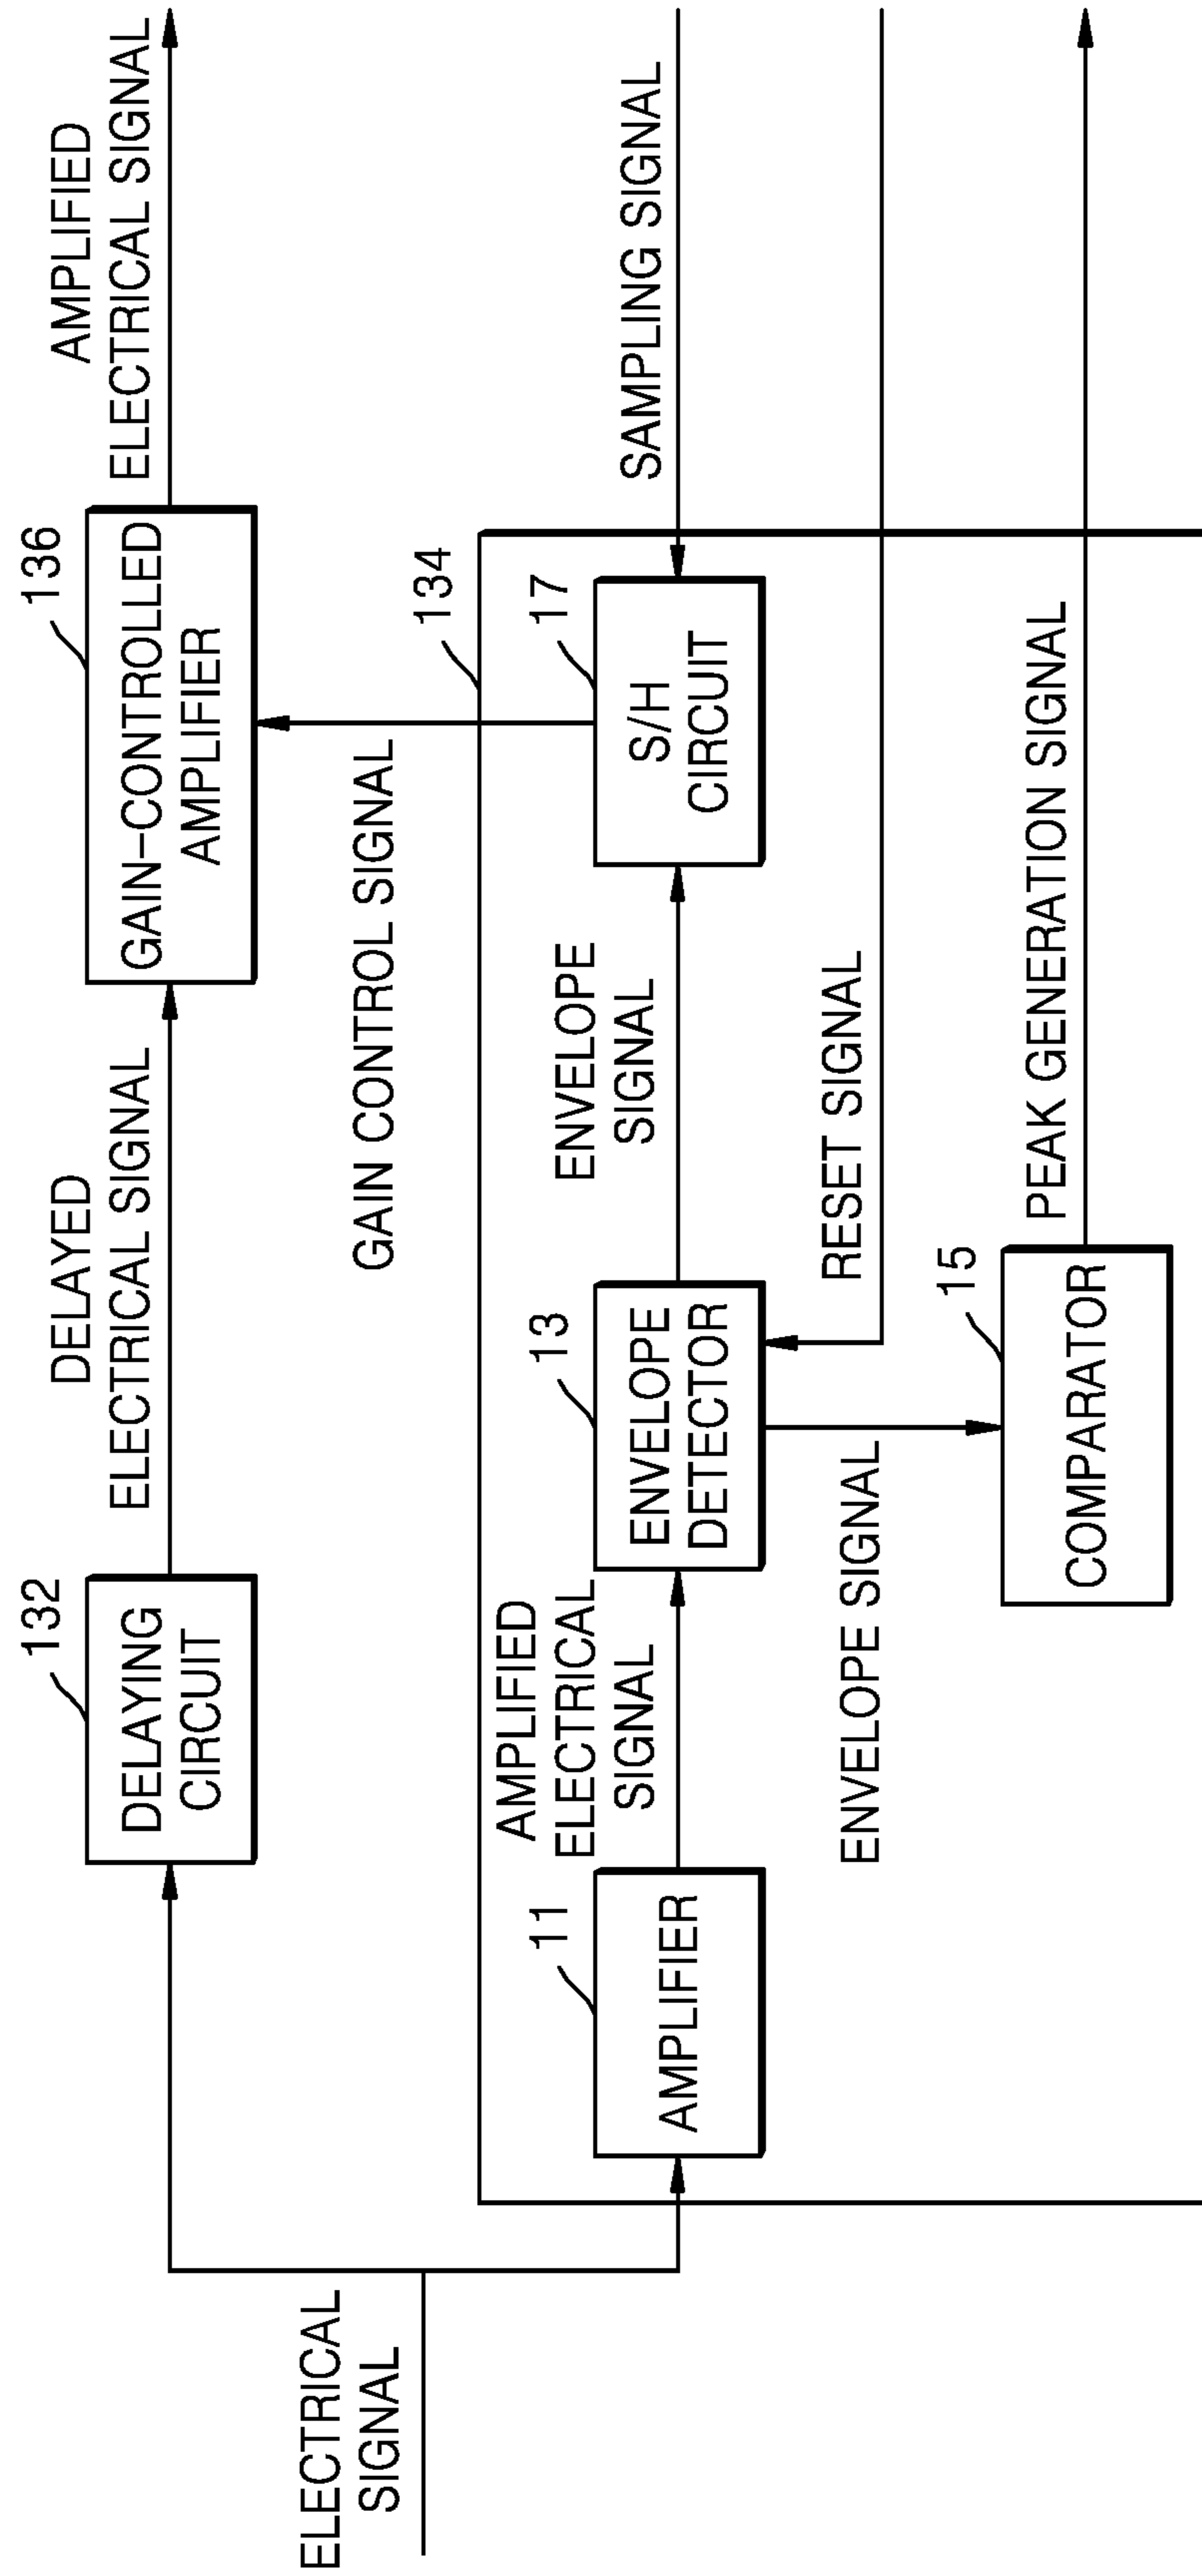 ELECTRICAL
SIGNAL
132
DELAYING
CIRCUIT
DELAYED
ELECTRICAL SIGNAL
136
GAIN-CONTROLLED
AMPLIFIER
AMPLIFIED
ELECTRICAL SIGNAL
GAIN CONTROL SIGNAL
134
11
AMPLIFIER
AMPLIFIED
ELECTRICAL
SIGNAL
13
ENVELOPE
DETECTOR
ENVELOPE
SIGNAL
17
S/H
CIRCUIT
SAMPLING SIGNAL
ENVELOPE SIGNAL
RESET SIGNAL
15
COMPARATOR
PEAK GENERATION SIGNAL